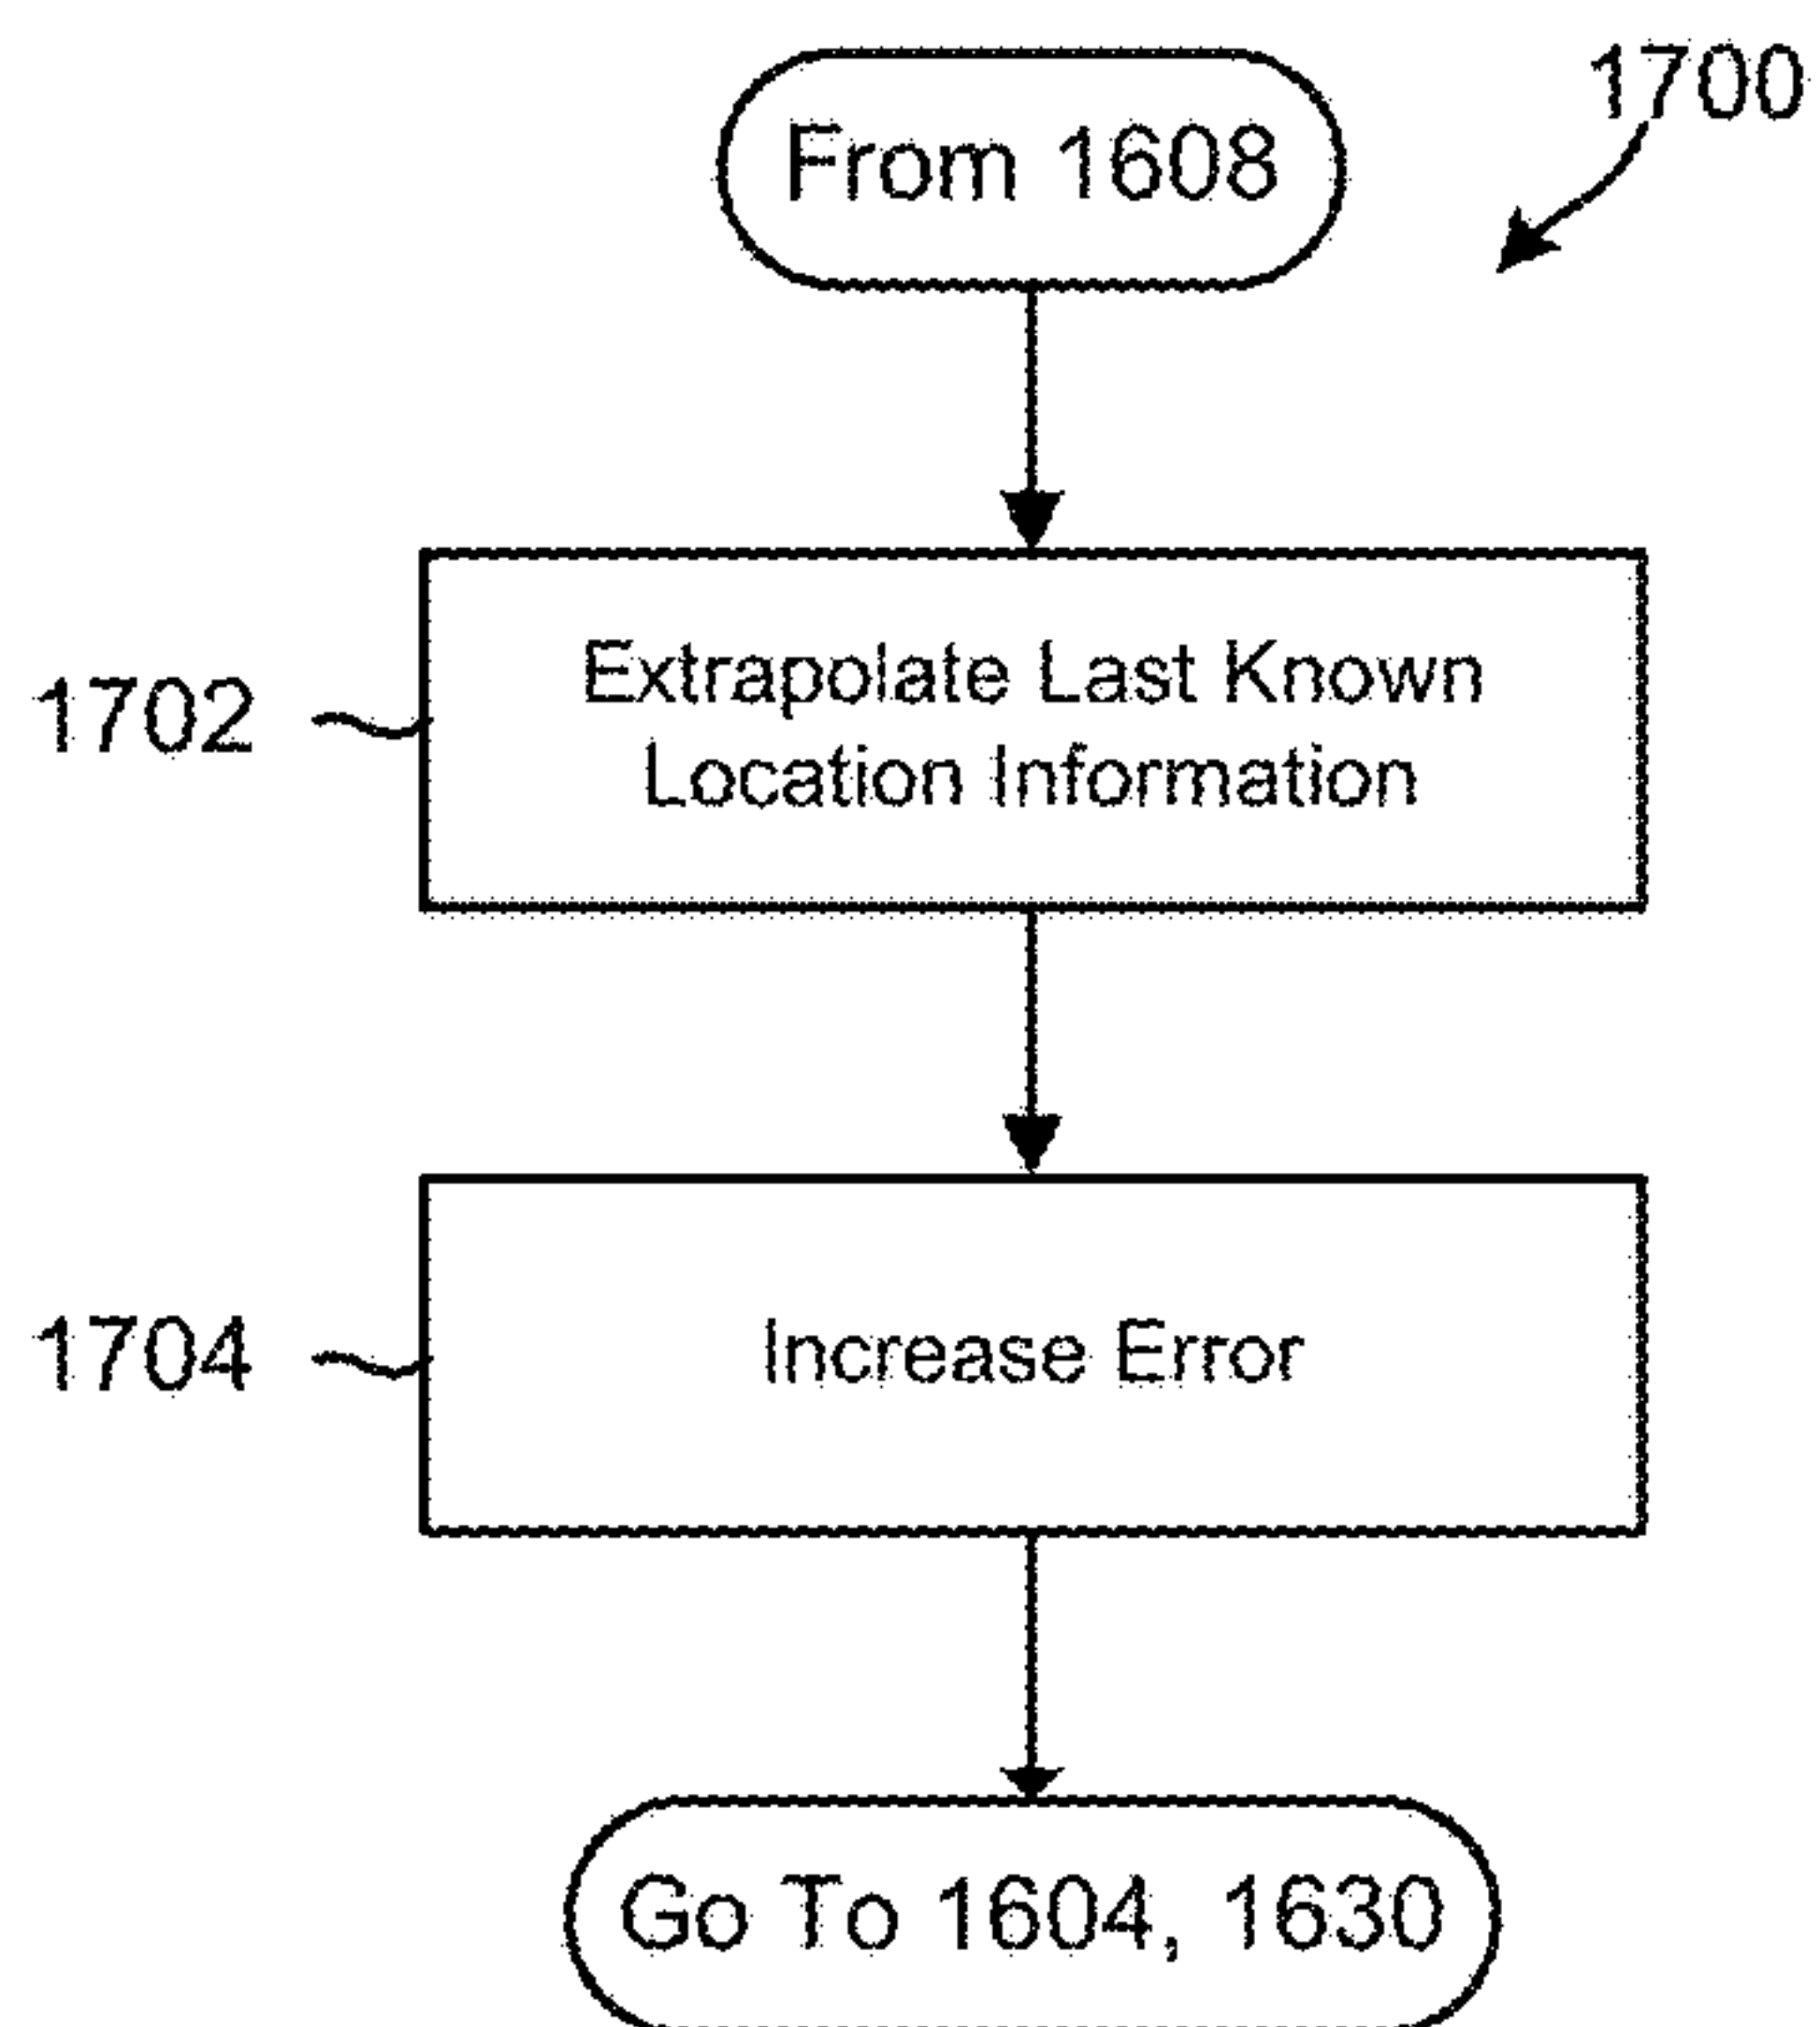 1700
From 1608
Extrapolate Last Known
Location Information
1702
Increase Error
1704
Go To 1604, 1630